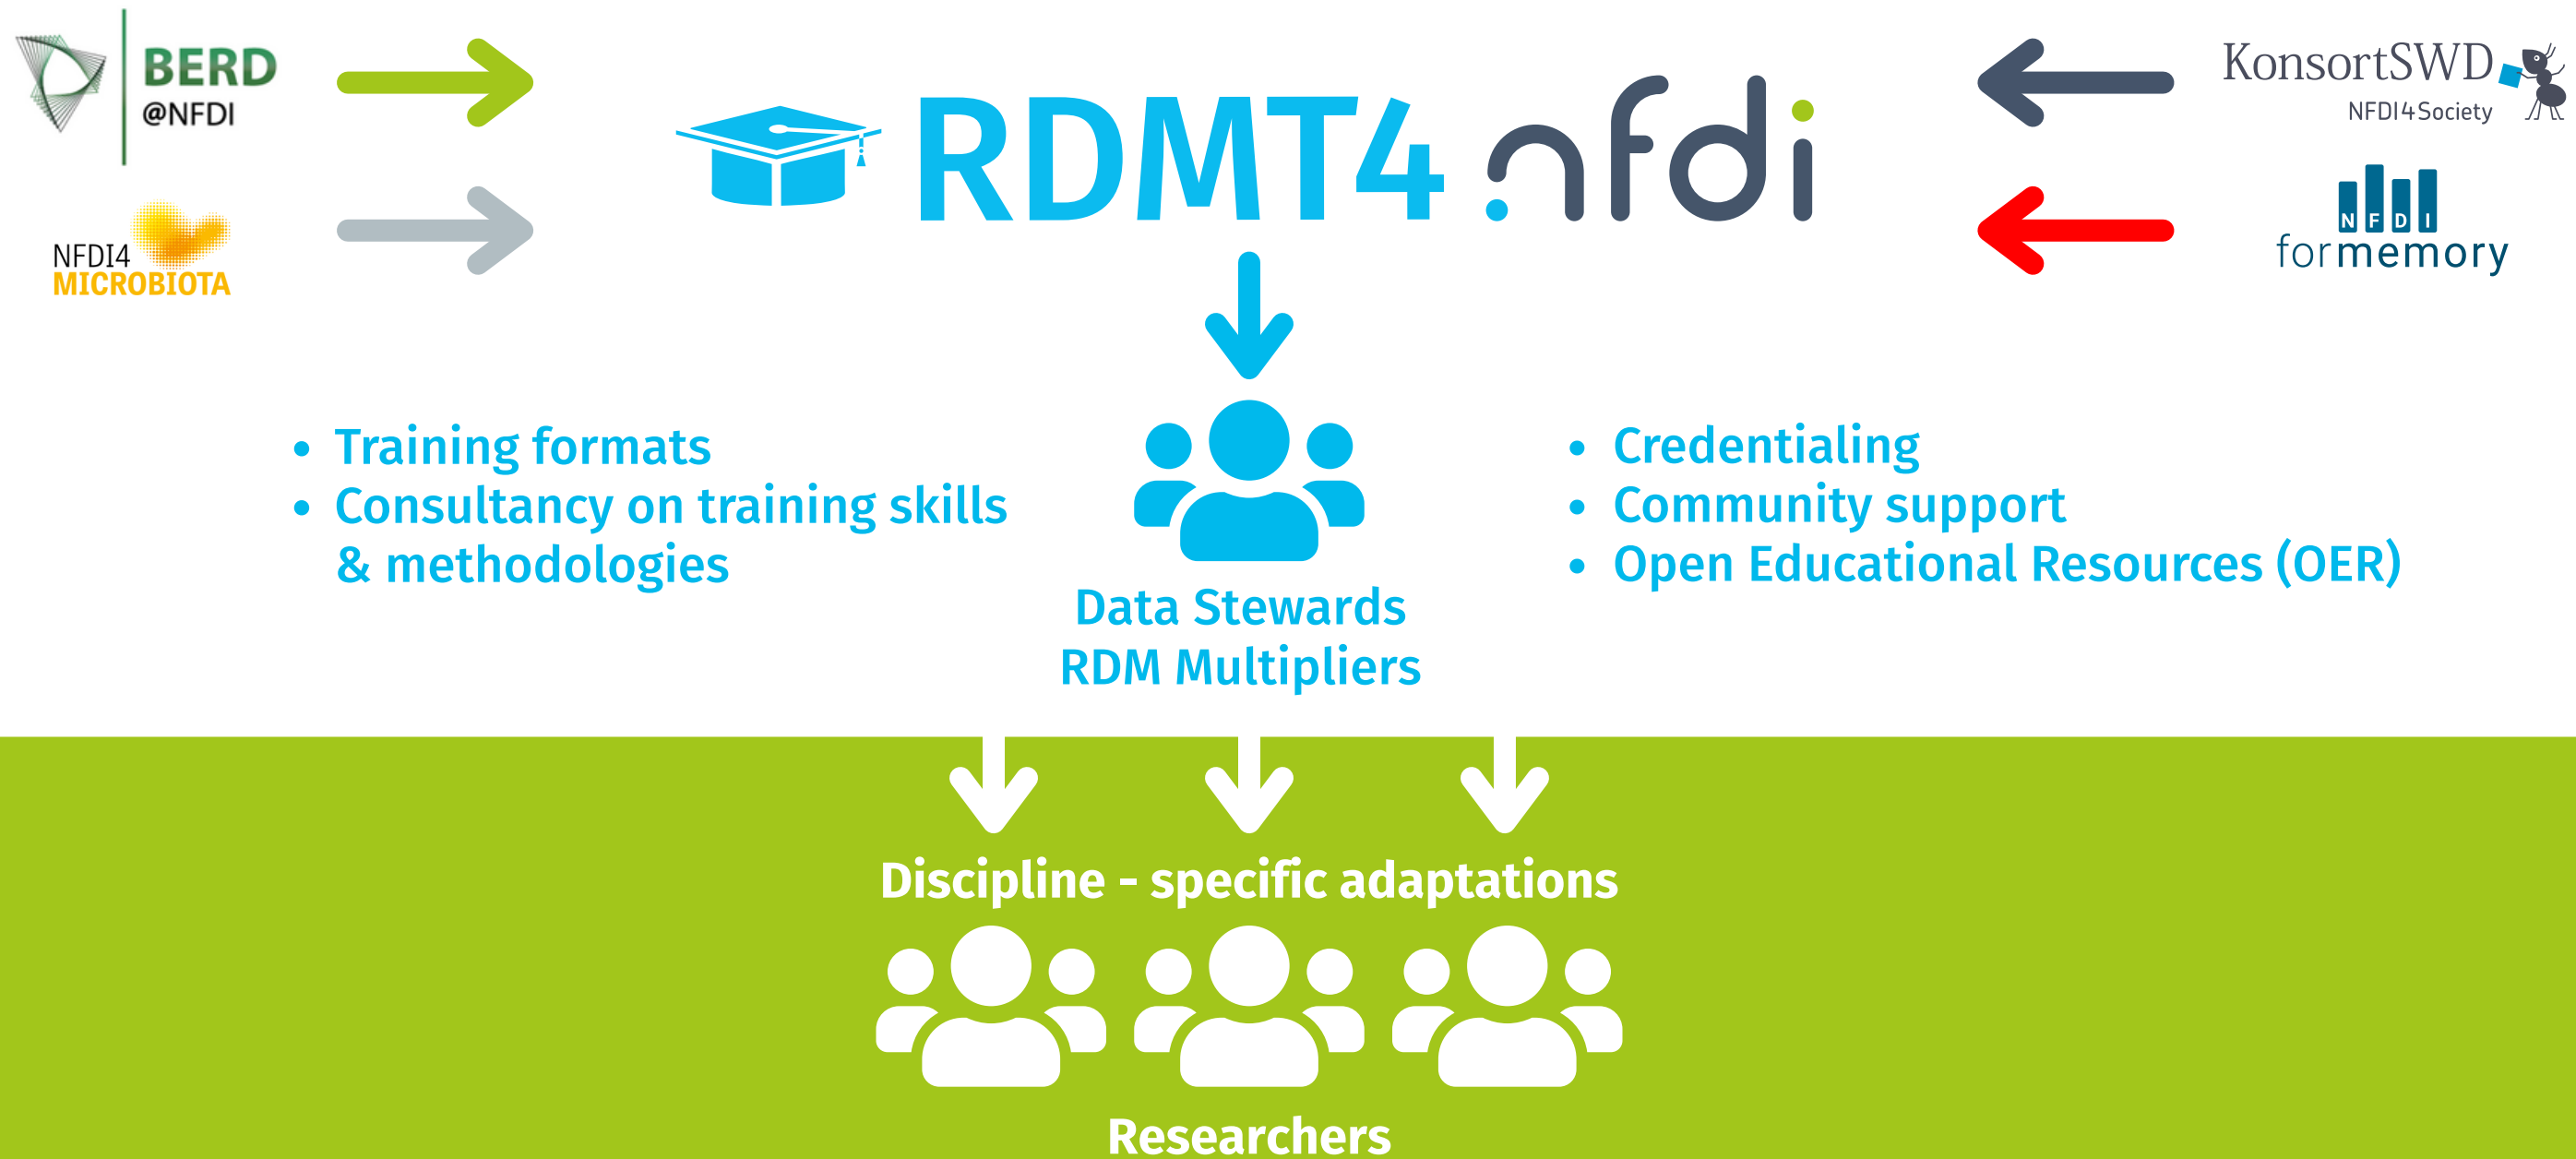 BERD
@NFDI
NFDI4
MICROBIOTA
RDMT4 nfdi
KonsortSWD
NFDI4Society
NFDI
formemory
• Training formats
• Consultancy on training skills
& methodologies
Data Stewards
RDM Multipliers
• Credentialing
• Community support
• Open Educational Resources (OER)
Discipline - specific adaptations
Researchers